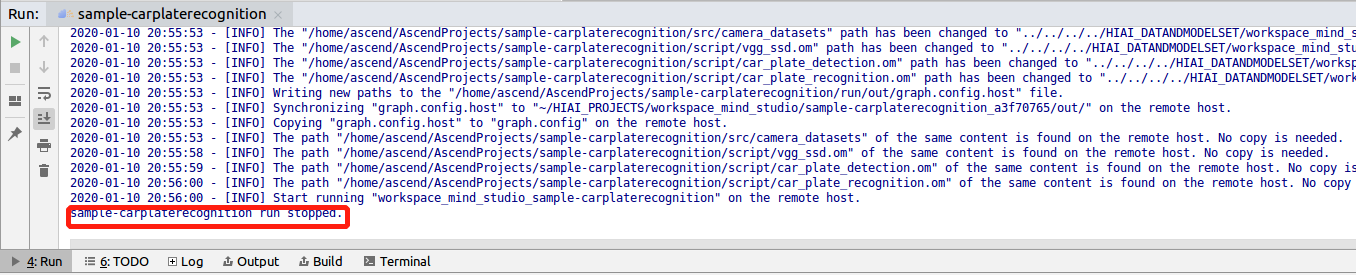 Run: sample-carplaterecognition ×
2020-01-10 20:55:53 - [INFO] The "/home/ascend/AscendProjects/sample-carplaterecognition/src/camera_datasets" path has been changed to "../../../../HIAI_DATANDMODELSET/workspace_mind_s
2020-01-10 20:55:53 - [INFO] The "/home/ascend/AscendProjects/sample-carplaterecognition/script/vgg_ssd.om" path has been changed to "../../../../HIAI_DATANDMODELSET/workspace_mind_stu
2020-01-10 20:55:53 - [INFO] The "/home/ascend/AscendProjects/sample-carplaterecognition/script/car_plate_detection.om" path has been changed to "../../../../HIAI_DATANDMODELSET/worksp
2020-01-10 20:55:53 - [INFO] The "/home/ascend/AscendProjects/sample-carplaterecognition/script/car_plate_recognition.om" path has been changed to "../../../../HIAI_DATANDMODELSET/work
2020-01-10 20:55:53 - [INFO] Writing new paths to the "/home/ascend/AscendProjects/sample-carplaterecognition/run/out/graph.config.host" file.
2020-01-10 20:55:53 - [INFO] Synchronizing "graph.config.host" to "~/HIAI_PROJECTS/workspace_mind_studio/sample-carplaterecognition_a3f70765/out/" on the remote host.
2020-01-10 20:55:53 - [INFO] Copying "graph.config.host" to "graph.config" on the remote host.
2020-01-10 20:55:53 - [INFO] The path "/home/ascend/AscendProjects/sample-carplaterecognition/src/camera_datasets" of the same content is found on the remote host. No copy is needed.
2020-01-10 20:55:58 - [INFO] The path "/home/ascend/AscendProjects/sample-carplaterecognition/script/vgg_ssd.om" of the same content is found on the remote host. No copy is needed.
2020-01-10 20:55:59 - [INFO] The path "/home/ascend/AscendProjects/sample-carplaterecognition/script/car_plate_detection.om" of the same content is found on the remote host. No copy is
2020-01-10 20:56:00 - [INFO] The path "/home/ascend/AscendProjects/sample-carplaterecognition/script/car_plate_recognition.om" of the same content is found on the remote host. No copy
2020-01-10 20:56:00 - [INFO] Start running "workspace_mind_studio_sample-carplaterecognition" on the remote host.
sample-carplaterecognition run stopped.
4: Run 6: TODO Log Output Build Terminal